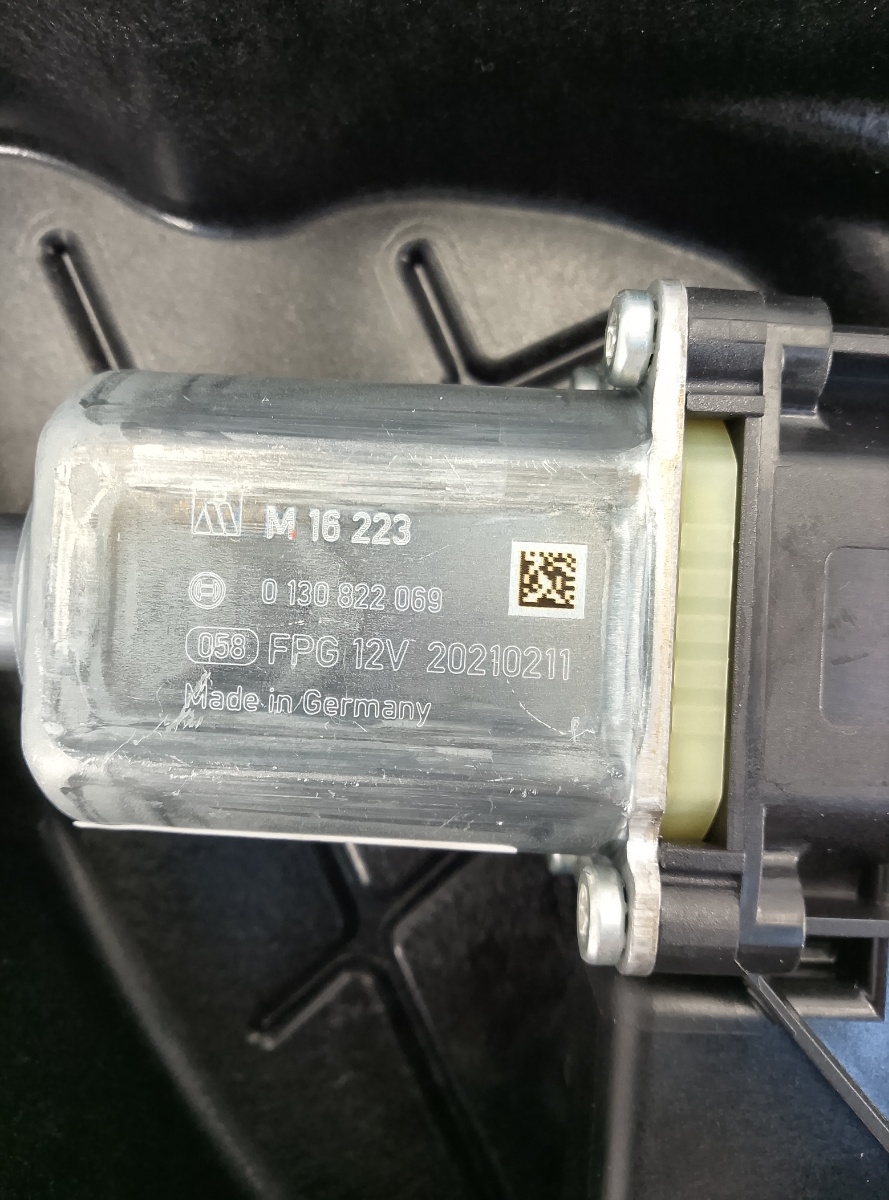 M 16 223
0 130 822 069
058 FPG 12V 20210211
Made in Germany